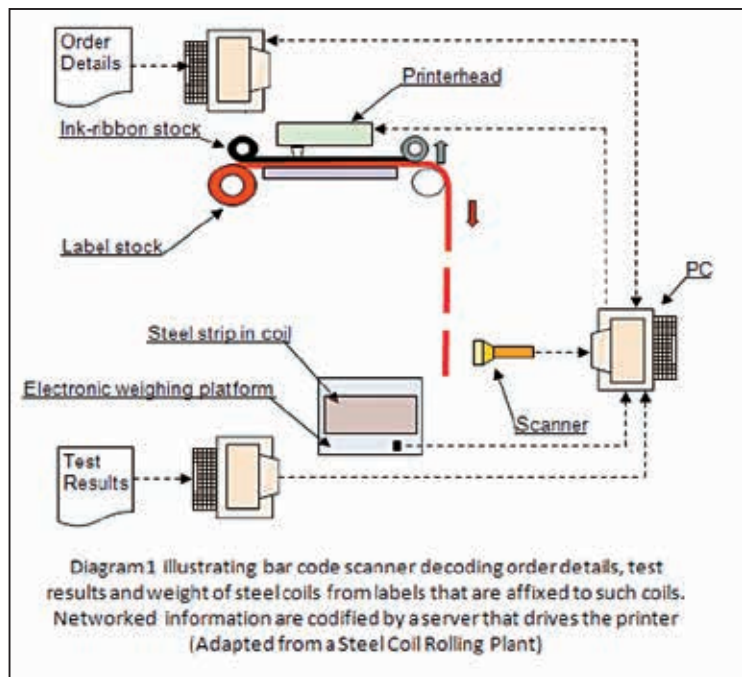 Order
Details
Printerhead
Ink-ribbon stock
Label stock
PC
Steel strip in coil
Electronic weighing platform
Scanner
Test
Results
Diagram1 illustrating bar code scanner decoding order details, test
results and weight of steel coils from labels that are affixed to such coils.
Networked information are codified by a server that drives the printer
(Adapted from a Steel Coil Rolling Plant)